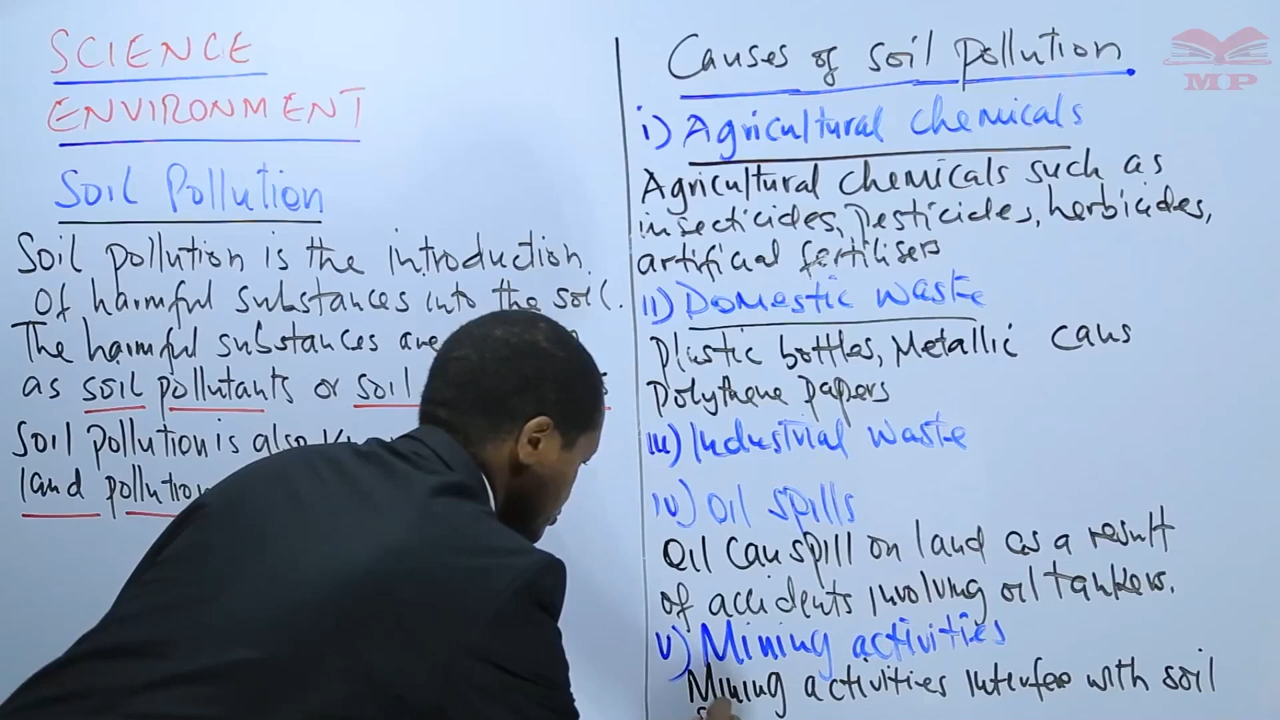 SCIENCE
ENVIRONMENT
Soil Pollution
Soil pollution is the introduction
Of harmful substances into the soil.
The harmful substances are
as soil pollutants or soil
Soil pollution is also
land pollution
Causes of soil pollution
i) Agricultural chemicals
Agricultural chemicals such as
insecticides, pesticides, herbicides,
artificial fertilisers
ii) Domestic waste
Plastic bottles, Metallic cans
Polythene papers
iii) Industrial waste
iv) Oil spills
Oil can spill on land as a result
of accidents involving oil tankers.
v) Mining activities
Mining activities interfee with soil
MP